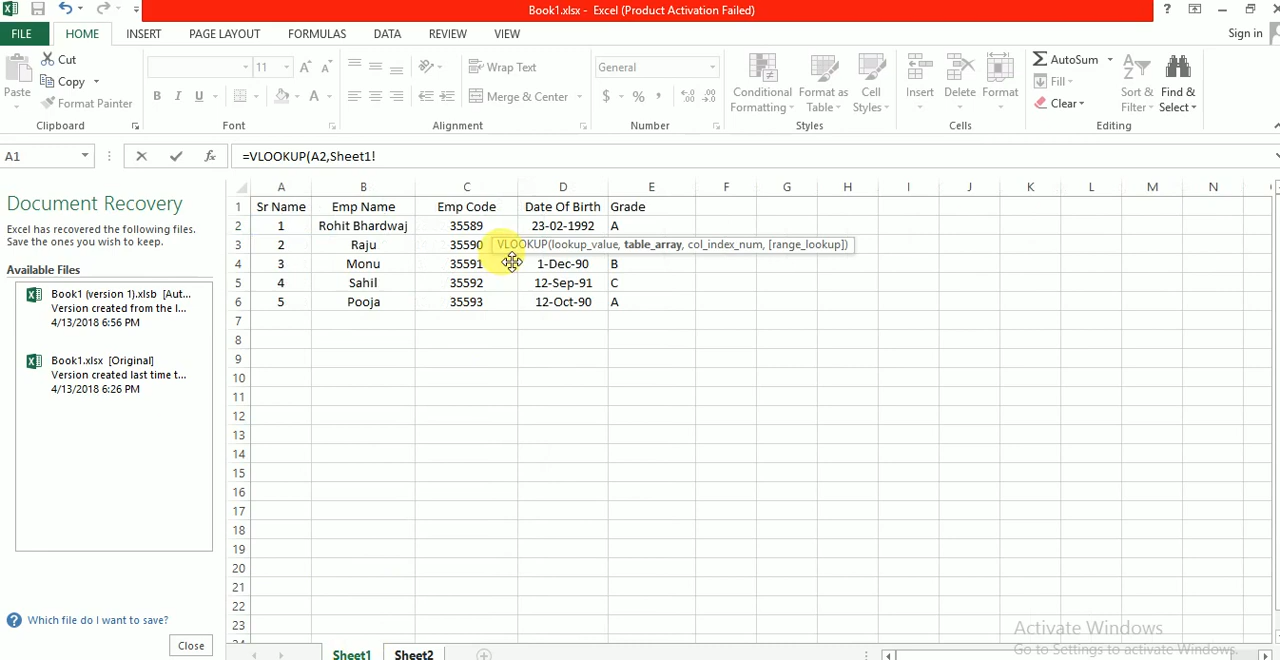 Book1.xlsx - Excel (Product Activation Failed)
?
FILE HOME INSERT PAGE LAYOUT FORMULAS DATA REVIEW VIEW Sign in
Cut
Copy
Format Painter
Paste
Clipboard
11 A A
B I U A
Font
Wrap Text
Merge & Center
Alignment
General
$ % , .00 .00
Number
Conditional Formatting
Format as Table
Cell Styles
Styles
Insert Delete Format
Cells
AutoSum
Fill
Clear
Sort & Filter
Find & Select
Editing
A1 fx =VLOOKUP(A2,Sheet1!
Document Recovery
Excel has recovered the following files.
Save the ones you wish to keep.
Available Files
Book1 (version 1).xlsb [Aut...
Version created from the l...
4/13/2018 6:56 PM
Book1.xlsx [Original]
Version created last time t...
4/13/2018 6:26 PM
? Which file do I want to save?
Close
A B C D E F G H I J K L M N
1 Sr Name Emp Name Emp Code Date Of Birth Grade
2 1 Rohit Bhardwaj 35589 23-02-1992 A
3 2 Raju 35590 VLOOKUP(lookup_value, table_array, col_index_num, [range_lookup])
4 3 Monu 35591 1-Dec-90 B
5 4 Sahil 35592 12-Sep-91 C
6 5 Pooja 35593 12-Oct-90 A
7
8
9
10
11
12
13
14
15
16
17
18
19
20
21
22
23
Activate Windows
Go to Settings to activate Windows.
Sheet1 Sheet2